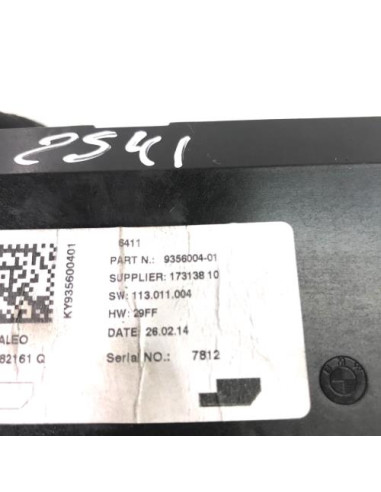 2541
6411
PART N.: 9356004-01
SUPPLIER: 173138 10
SW: 113.011.004
HW: 29FF
DATE: 26.02.14
Serial NO.: 7812
KY935600401
ALEO
82161 Q
BMW